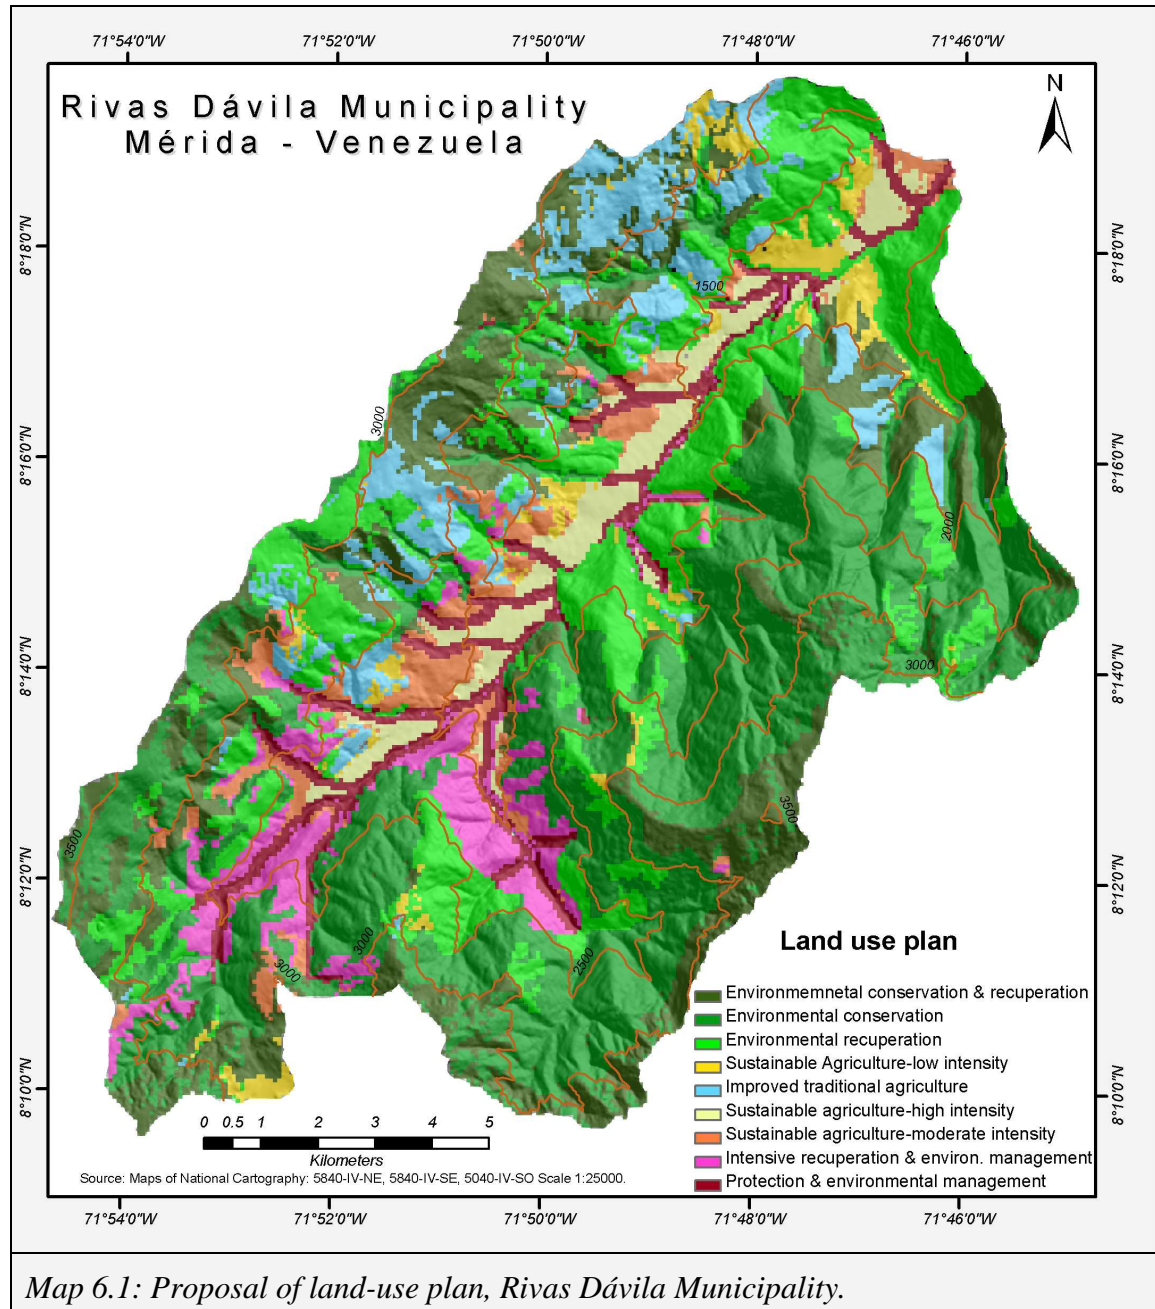 71°54'0"W 71°52'0"W 71°50'0"W 71°48'0"W 71°46'0"W
Rivas Dávila Municipality
Mérida - Venezuela
N
8°18'0"N
8°18'0"N
1500
3000
8°16'0"N
8°16'0"N
2000
8°14'0"N
8°14'0"N
3000
3500
3500
8°12'0"N
8°12'0"N
3000
3000
2500
Land use plan
Environmemnetal conservation & recuperation
Environmental conservation
Environmental recuperation
Sustainable Agriculture-low intensity
Improved traditional agriculture
Sustainable agriculture-high intensity
Sustainable agriculture-moderate intensity
Intensive recuperation & environ. management
Protection & environmental management
8°10'0"N
8°10'0"N
0 0.5 1 2 3 4 5
Kilometers
Source: Maps of National Cartography: 5840-IV-NE, 5840-IV-SE, 5040-IV-SO Scale 1:25000.
71°54'0"W 71°52'0"W 71°50'0"W 71°48'0"W 71°46'0"W
Map 6.1: Proposal of land-use plan, Rivas Dávila Municipality.